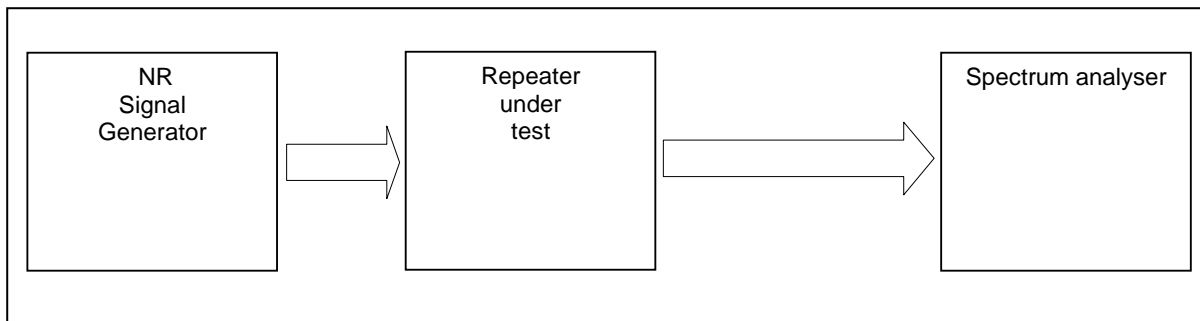 NR
Signal
Generator
Repeater
under
test
Spectrum analyser